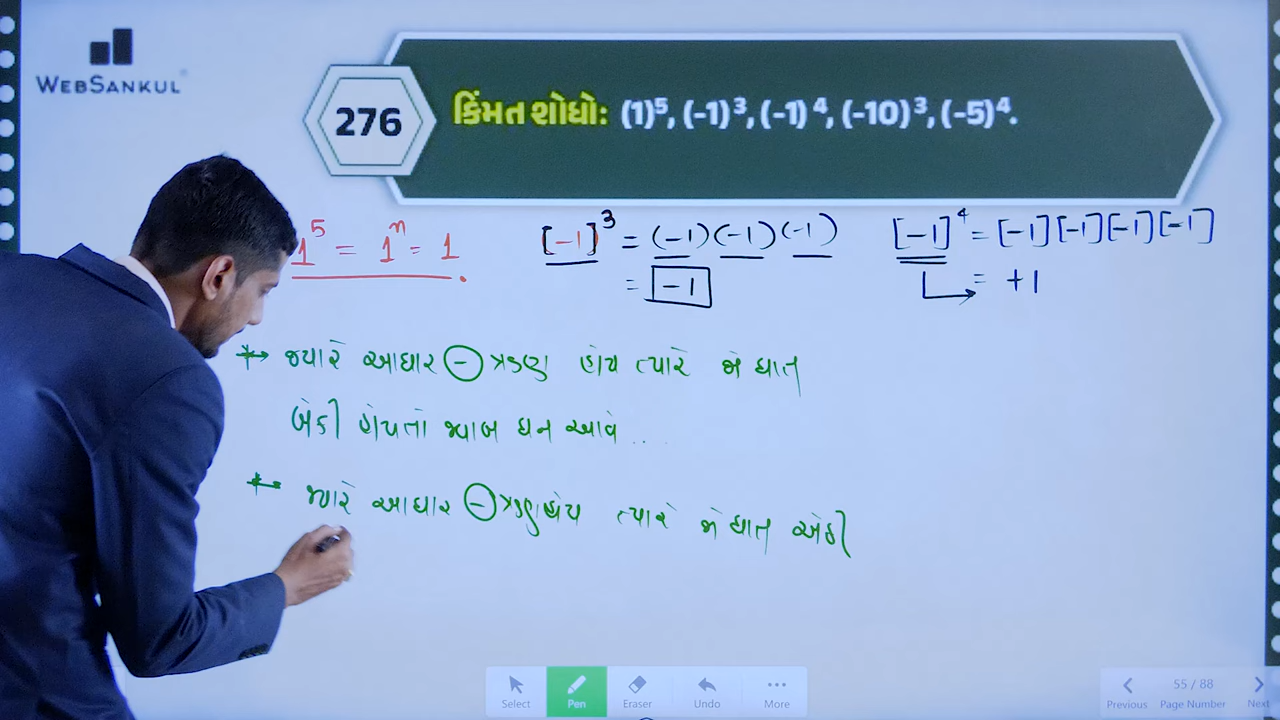 WEBSANKUL
276
કિંમત શોધો: (1)⁵, (-1)³, (-1)⁴, (-10)³, (-5)⁴.
1⁵ = 1ⁿ = 1.
[-1]³ = (-1)(-1)(-1)
= -1
[-1]⁴ = [-1][-1][-1][-1]
= +1
જ્યારે આધાર - ઋણ હોય ત્યારે જો ઘાત
બેકી હોયતો જવાબ ધન આવે ...
જ્યારે આધાર - ઋણ હોય ત્યારે જો ઘાત એકી
Select
Pen
Eraser
Undo
More
Previous
55 / 88
Page Number
Next